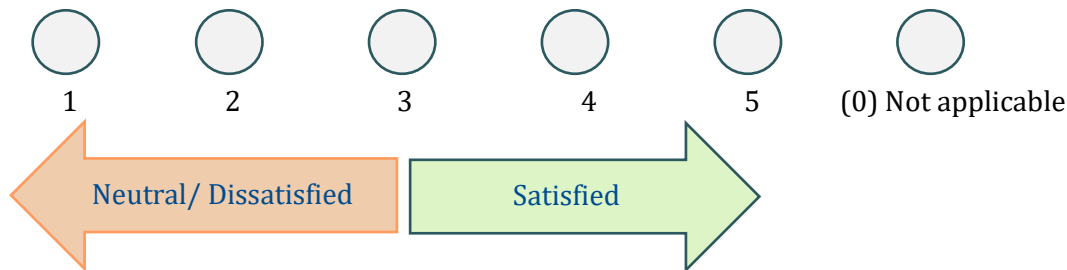 1 2 3 4 5 (0) Not applicable
Neutral/ Dissatisfied Satisfied